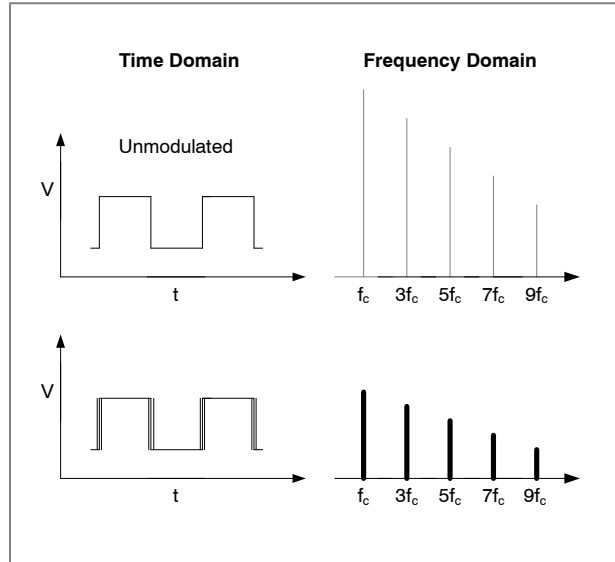 Time Domain
Frequency Domain
Unmodulated
V
t
f_c 3f_c 5f_c 7f_c 9f_c
V
t
f_c 3f_c 5f_c 7f_c 9f_c